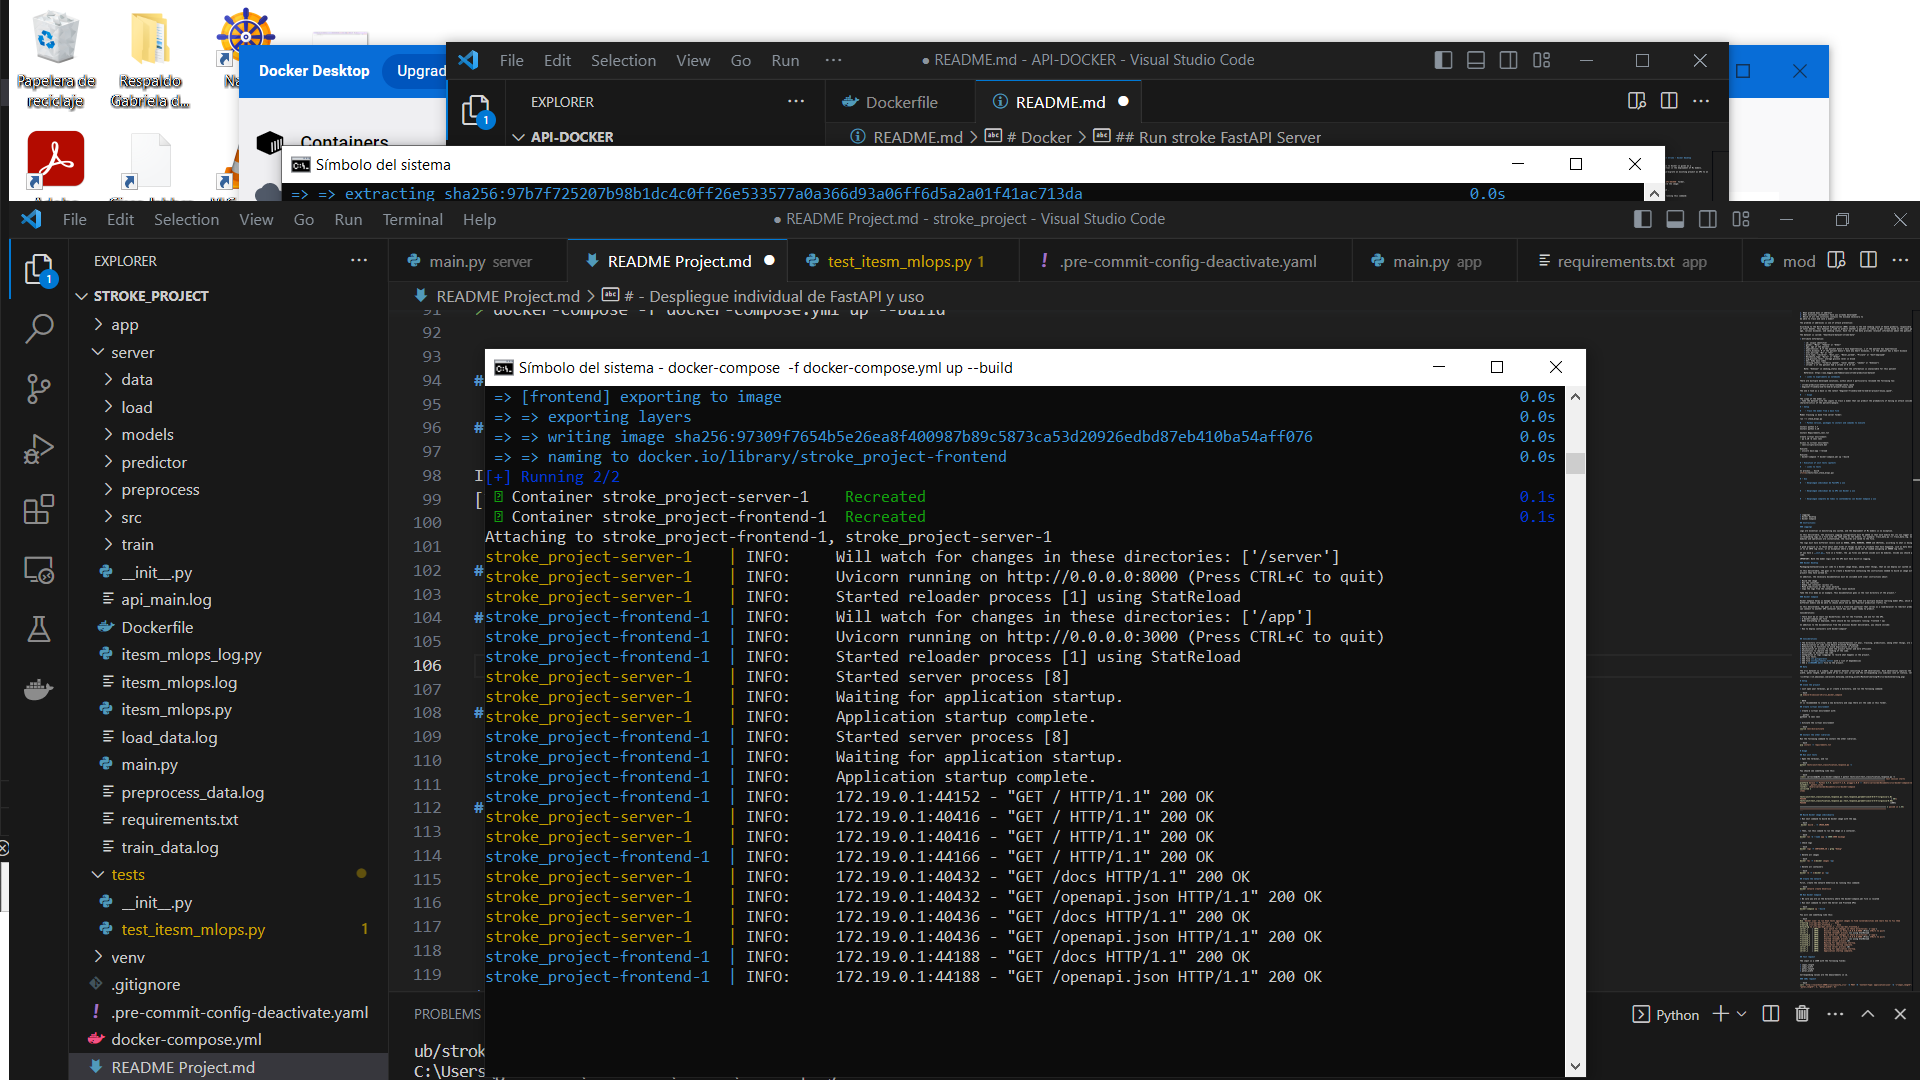 Papelera de reciclaje
Respaldo Gabriela d...
Docker Desktop
Upgrad
Containers
File Edit Selection View Go Run ···
● README.md - API-DOCKER - Visual Studio Code
1
EXPLORER ···
API-DOCKER
Dockerfile
README.md ●
README.md > # Docker > ## Run stroke FastAPI Server
Símbolo del sistema
=> => extracting sha256:97b7f725207b98b1dc4c0ff26e533577a0a366d93a06ff6d5a2a01f41ac713da 0.0s
File Edit Selection View Go Run Terminal Help
● README Project.md - stroke_project - Visual Studio Code
1
EXPLORER ···
main.py server
README Project.md ●
test_itesm_mlops.py 1
! .pre-commit-config-deactivate.yaml
main.py app
requirements.txt app
mod
README Project.md > # - Despliegue individual de FastAPI y uso
STROKE_PROJECT
app
server
data
load
models
predictor
preprocess
src
train
__init__.py
api_main.log
Dockerfile
itesm_mlops_log.py
itesm_mlops.log
itesm_mlops.py
load_data.log
main.py
preprocess_data.log
requirements.txt
train_data.log
tests
__init__.py
test_itesm_mlops.py 1
venv
.gitignore
! .pre-commit-config-deactivate.yaml
docker-compose.yml
README Project.md
91 docker-compose -f docker-compose.yml up --build
92
93
94 #
95
96 #
97
98 I
99 [
100
101
102 #
103
104 #
105
106
107
108 #
109
110
111
112 #
113
114
115
116
117
118
119
Símbolo del sistema - docker-compose -f docker-compose.yml up --build
=> [frontend] exporting to image 0.0s
=> => exporting layers 0.0s
=> => writing image sha256:97309f7654b5e26ea8f400987b89c5873ca53d20926edbd87eb410ba54aff076 0.0s
=> => naming to docker.io/library/stroke_project-frontend 0.0s
[+] Running 2/2
Container stroke_project-server-1 Recreated 0.1s
Container stroke_project-frontend-1 Recreated 0.1s
Attaching to stroke_project-frontend-1, stroke_project-server-1
stroke_project-server-1 | INFO: Will watch for changes in these directories: ['/server']
stroke_project-server-1 | INFO: Uvicorn running on http://0.0.0.0:8000 (Press CTRL+C to quit)
stroke_project-server-1 | INFO: Started reloader process [1] using StatReload
stroke_project-frontend-1 | INFO: Will watch for changes in these directories: ['/app']
stroke_project-frontend-1 | INFO: Uvicorn running on http://0.0.0.0:3000 (Press CTRL+C to quit)
stroke_project-frontend-1 | INFO: Started reloader process [1] using StatReload
stroke_project-server-1 | INFO: Started server process [8]
stroke_project-server-1 | INFO: Waiting for application startup.
stroke_project-server-1 | INFO: Application startup complete.
stroke_project-frontend-1 | INFO: Started server process [8]
stroke_project-frontend-1 | INFO: Waiting for application startup.
stroke_project-frontend-1 | INFO: Application startup complete.
stroke_project-frontend-1 | INFO: 172.19.0.1:44152 - "GET / HTTP/1.1" 200 OK
stroke_project-server-1 | INFO: 172.19.0.1:40416 - "GET / HTTP/1.1" 200 OK
stroke_project-server-1 | INFO: 172.19.0.1:40416 - "GET / HTTP/1.1" 200 OK
stroke_project-frontend-1 | INFO: 172.19.0.1:44166 - "GET / HTTP/1.1" 200 OK
stroke_project-server-1 | INFO: 172.19.0.1:40432 - "GET /docs HTTP/1.1" 200 OK
stroke_project-server-1 | INFO: 172.19.0.1:40432 - "GET /openapi.json HTTP/1.1" 200 OK
stroke_project-server-1 | INFO: 172.19.0.1:40436 - "GET /docs HTTP/1.1" 200 OK
stroke_project-server-1 | INFO: 172.19.0.1:40436 - "GET /openapi.json HTTP/1.1" 200 OK
stroke_project-frontend-1 | INFO: 172.19.0.1:44188 - "GET /docs HTTP/1.1" 200 OK
stroke_project-frontend-1 | INFO: 172.19.0.1:44188 - "GET /openapi.json HTTP/1.1" 200 OK
PROBLEMS
Python
ub/strok
C:\Users